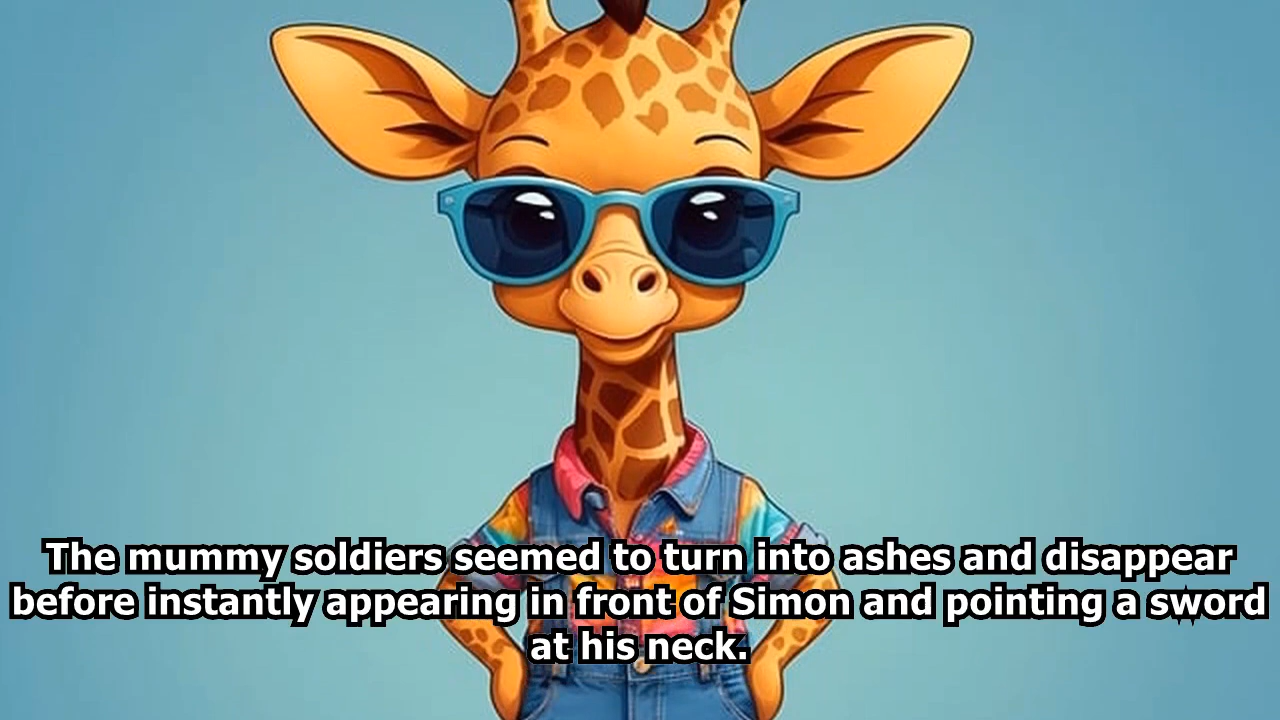 The mummy soldiers seemed to turn into ashes and disappear
before instantly appearing in front of Simon and pointing a sword
at his neck.